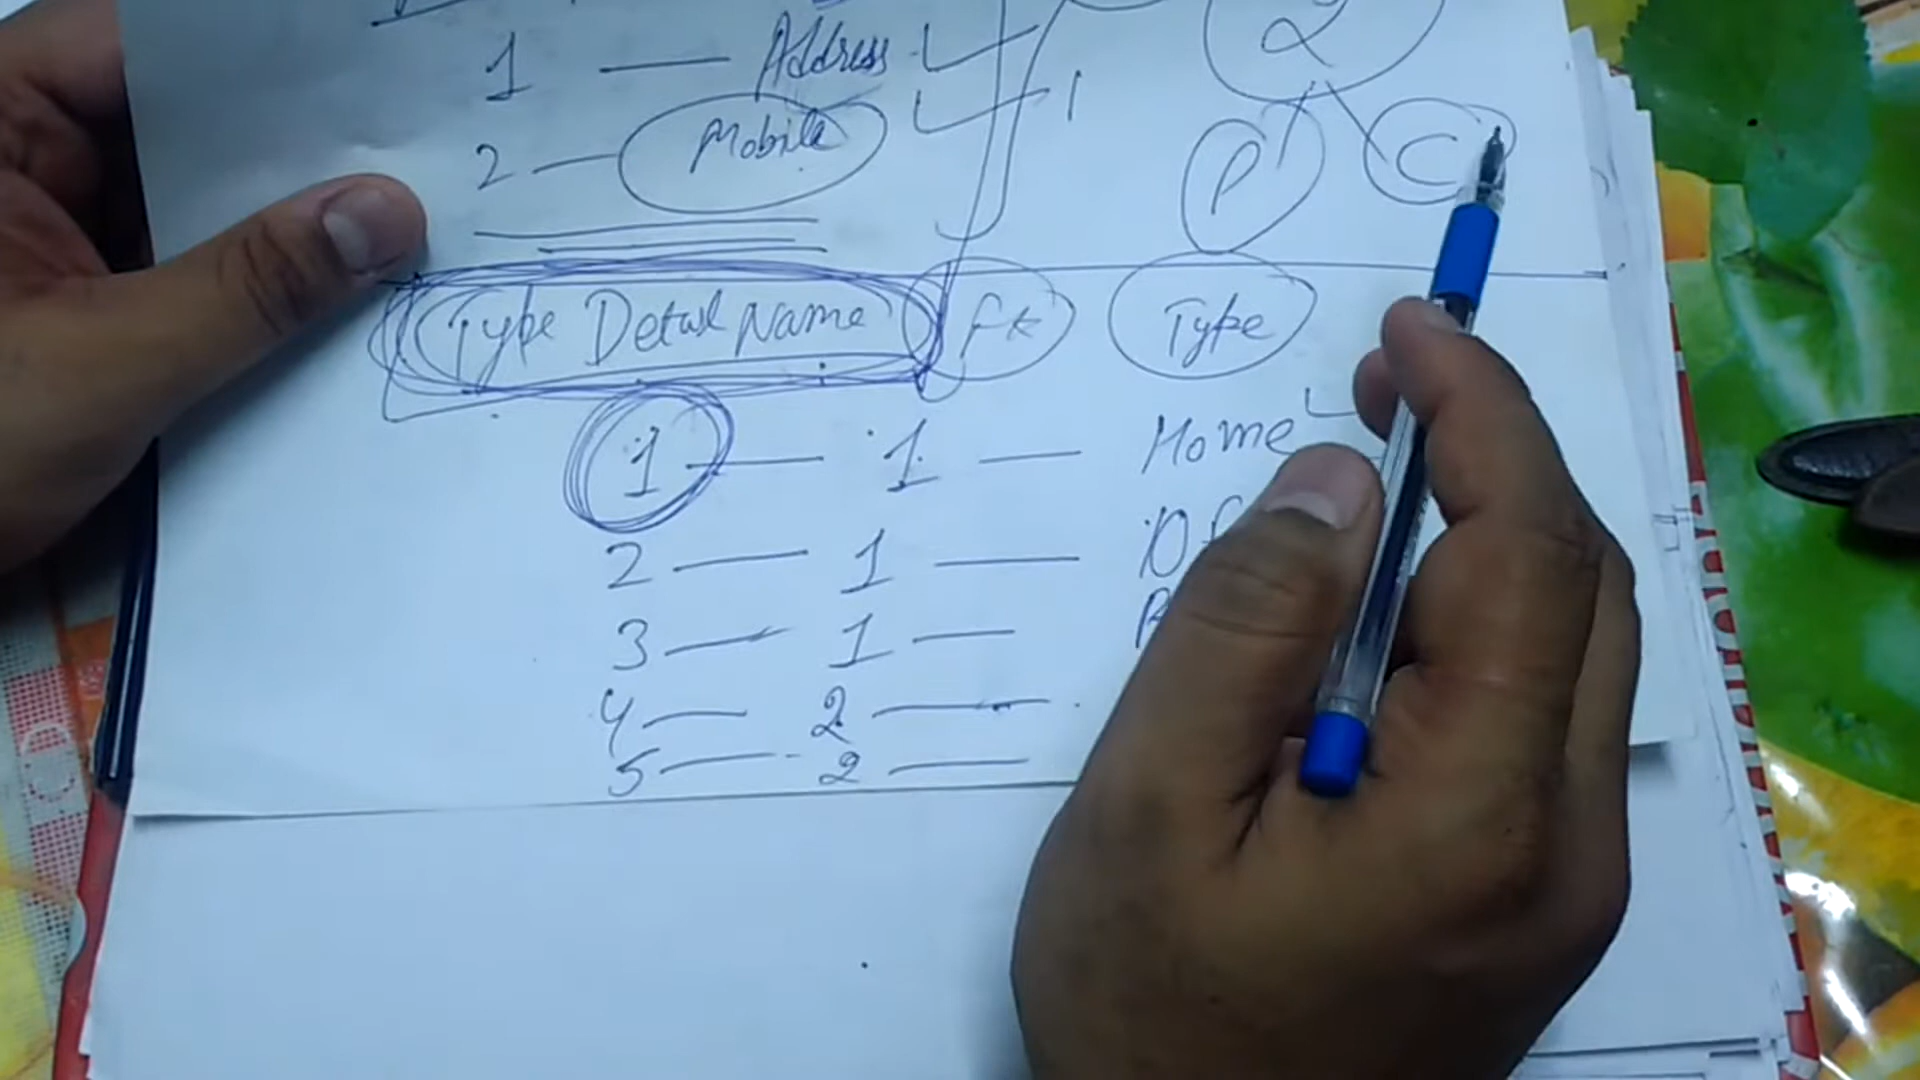 1 — Address
2 — Mobile
2
P C
Type Detail Name FK Type
1 — 1 — Home
2 — 1 — Of
3 — 1 —
4 — 2 —
5 — 2 —